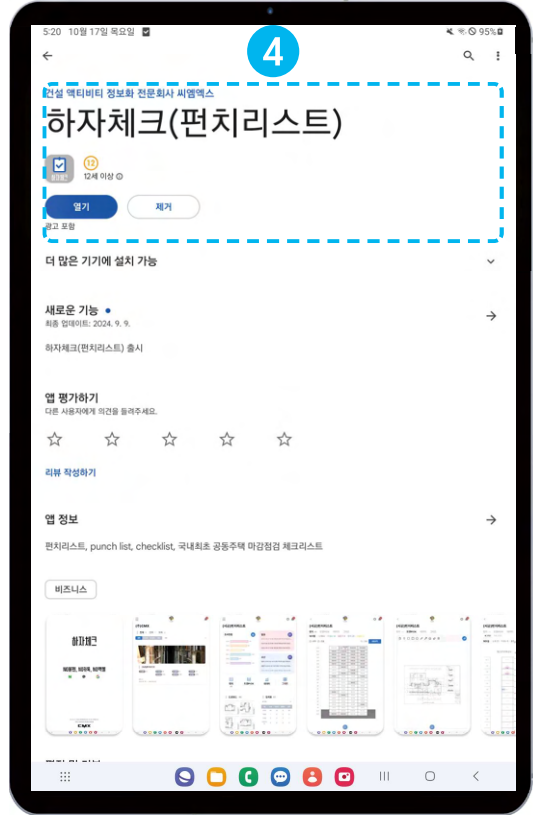 5:20 10월 17일 목요일
95%
4
건설 액티비티 정보화 전문회사 씨엠엑스
하자체크(펀치리스트)
하자체크
12
12세 이상
열기
제거
광고 포함
더 많은 기기에 설치 가능
새로운 기능
최종 업데이트: 2024. 9. 9.
하자체크(펀치리스트) 출시
앱 평가하기
다른 사용자에게 의견을 들려주세요.
리뷰 작성하기
앱 정보
펀치리스트, punch list, checklist, 국내최초 공동주택 마감점검 체크리스트
비즈니스
하자체크